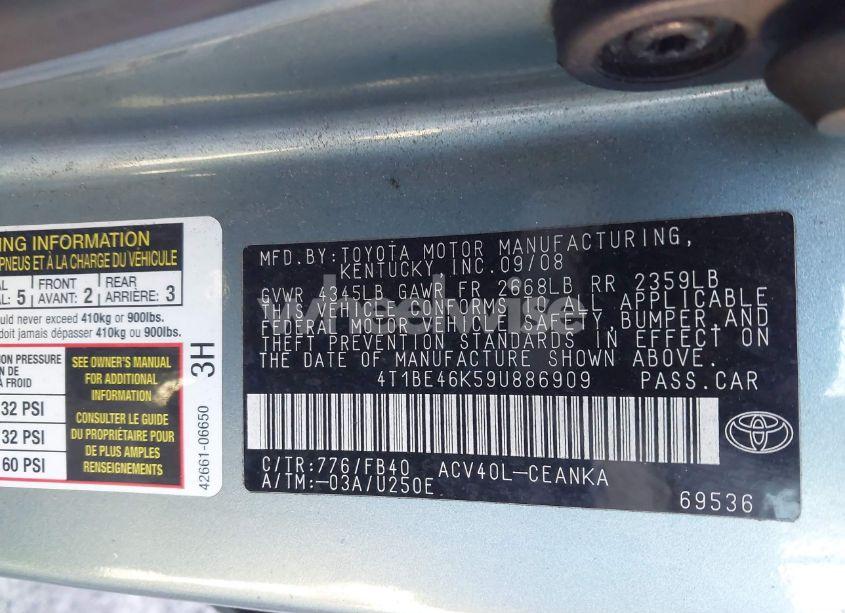 NG INFORMATION
PNEUS ET À LA CHARGE DU VÉHICULE
AL: 5 FRONT AVANT: 2 REAR ARRIÈRE: 3
ould never exceed 410kg or 900lbs.
doit jamais dépasser 410kg ou 900lbs.
ON PRESSURE
À FROID
32 PSI
32 PSI
60 PSI
SEE OWNER'S MANUAL
FOR ADDITIONAL
INFORMATION
CONSULTER LE GUIDE
DU PROPRIÉTAIRE POUR
DE PLUS AMPLES
RENSEIGNEMENTS
3H
42661-06650
MFD.BY:TOYOTA MOTOR MANUFACTURING,
KENTUCKY INC.09/08
GVWR 4345LB GAWR FR 2668LB RR 2359LB
THIS VEHICLE CONFORMS TO ALL APPLICABLE
FEDERAL MOTOR VEHICLE SAFETY,BUMPER,AND
THEFT PREVENTION STANDARDS IN EFFECT ON
THE DATE OF MANUFACTURE SHOWN ABOVE.
4T1BE46K59U886909 PASS.CAR
C/TR:776/FB40 ACV40L-CEANKA
A/TM:-03A/U250E
69536
wheelwise